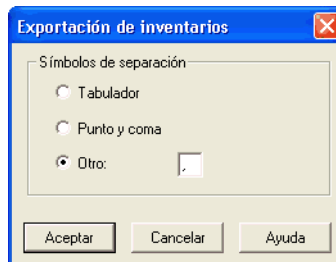 Exportación de inventarios
Símbolos de separación
Tabulador
Punto y coma
Otro: ,
Aceptar Cancelar Ayuda